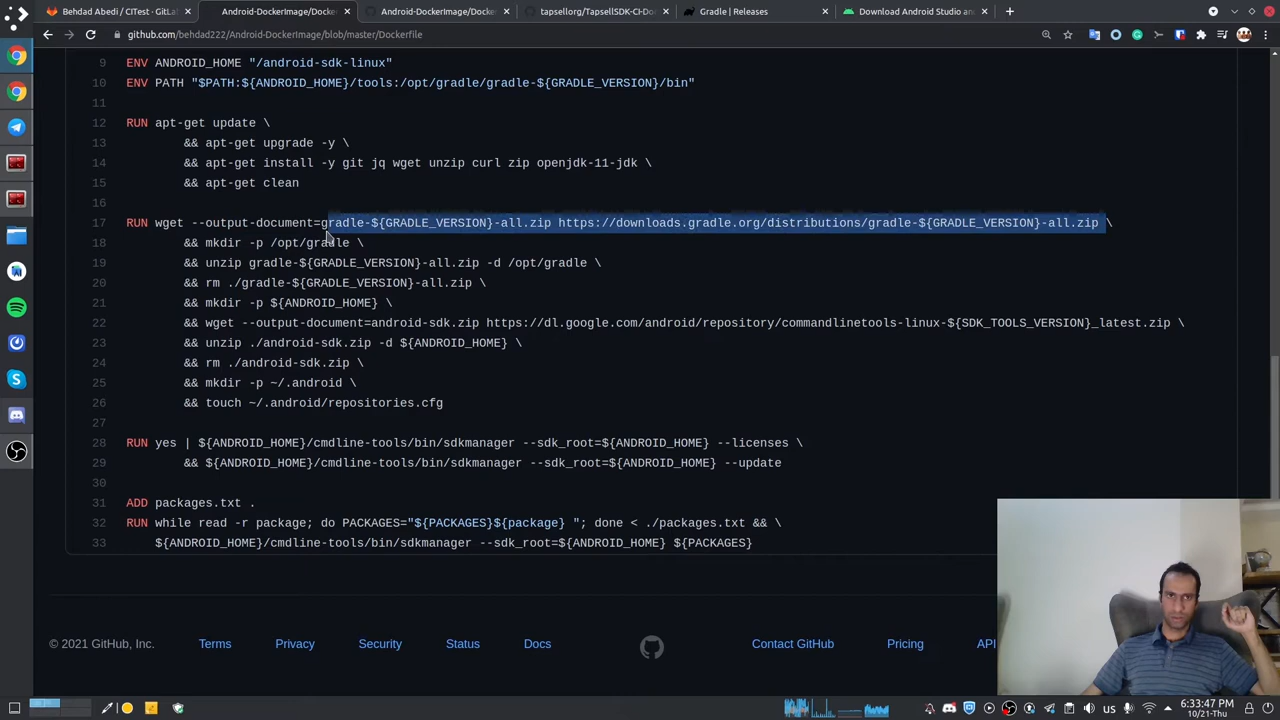 Behdad Abedi / CITest · GitLa
Android-DockerImage/Docke
Android-DockerImage/Docke
tapsellorg/TapsellSDK-CI-Do
Gradle | Releases
Download Android Studio an
github.com/behdad222/Android-DockerImage/blob/master/Dockerfile
9 ENV ANDROID_HOME "/android-sdk-linux"
10 ENV PATH "$PATH:${ANDROID_HOME}/tools:/opt/gradle/gradle-${GRADLE_VERSION}/bin"
11
12 RUN apt-get update \
13 && apt-get upgrade -y \
14 && apt-get install -y git jq wget unzip curl zip openjdk-11-jdk \
15 && apt-get clean
16
17 RUN wget --output-document=gradle-${GRADLE_VERSION}-all.zip https://downloads.gradle.org/distributions/gradle-${GRADLE_VERSION}-all.zip \
18 && mkdir -p /opt/gradle \
19 && unzip gradle-${GRADLE_VERSION}-all.zip -d /opt/gradle \
20 && rm ./gradle-${GRADLE_VERSION}-all.zip \
21 && mkdir -p ${ANDROID_HOME} \
22 && wget --output-document=android-sdk.zip https://dl.google.com/android/repository/commandlinetools-linux-${SDK_TOOLS_VERSION}_latest.zip \
23 && unzip ./android-sdk.zip -d ${ANDROID_HOME} \
24 && rm ./android-sdk.zip \
25 && mkdir -p ~/.android \
26 && touch ~/.android/repositories.cfg
27
28 RUN yes | ${ANDROID_HOME}/cmdline-tools/bin/sdkmanager --sdk_root=${ANDROID_HOME} --licenses \
29 && ${ANDROID_HOME}/cmdline-tools/bin/sdkmanager --sdk_root=${ANDROID_HOME} --update
30
31 ADD packages.txt .
32 RUN while read -r package; do PACKAGES="${PACKAGES}${package} "; done < ./packages.txt && \
33 ${ANDROID_HOME}/cmdline-tools/bin/sdkmanager --sdk_root=${ANDROID_HOME} ${PACKAGES}
© 2021 GitHub, Inc.
Terms
Privacy
Security
Status
Docs
Contact GitHub
Pricing
API
us
6:33:47 PM
10/21-Thu